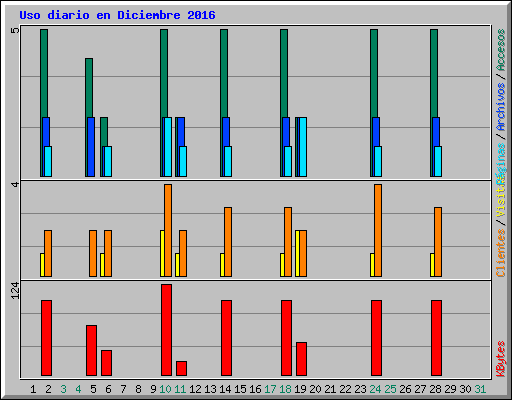 Uso diario en Diciembre 2016
5
4
124
Clientes / Visitas
Páginas / Archivos / Accesos
KBytes
1 2 3 4 5 6 7 8 9 10 11 12 13 14 15 16 17 18 19 20 21 22 23 24 25 26 27 28 29 30 31